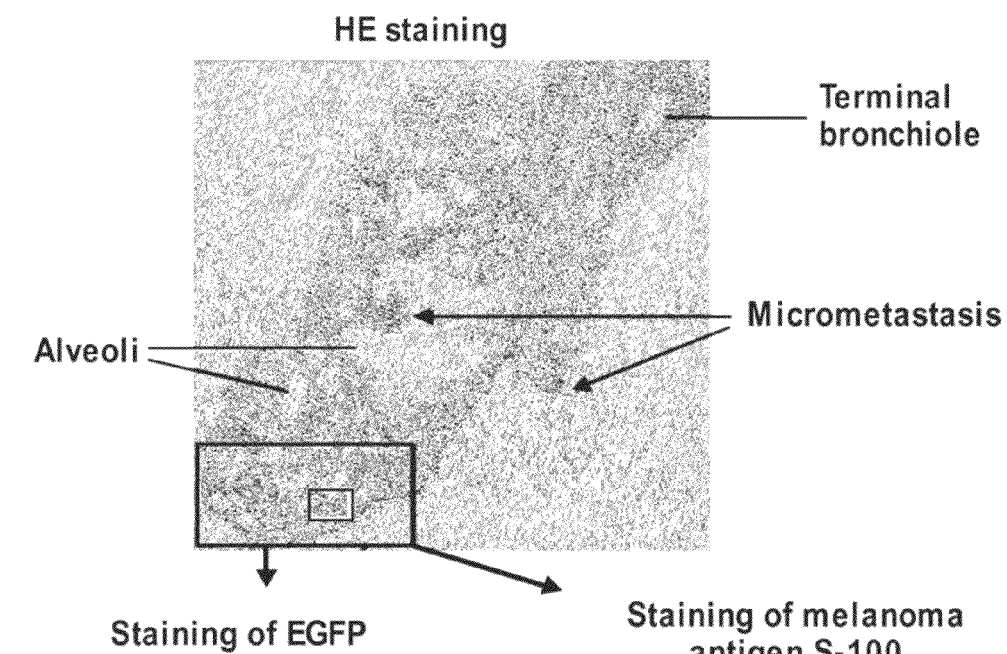 HE staining
Terminal
bronchiole
Micrometastasis
Alveoli
Staining of EGFP
Staining of melanoma
antigen S-100